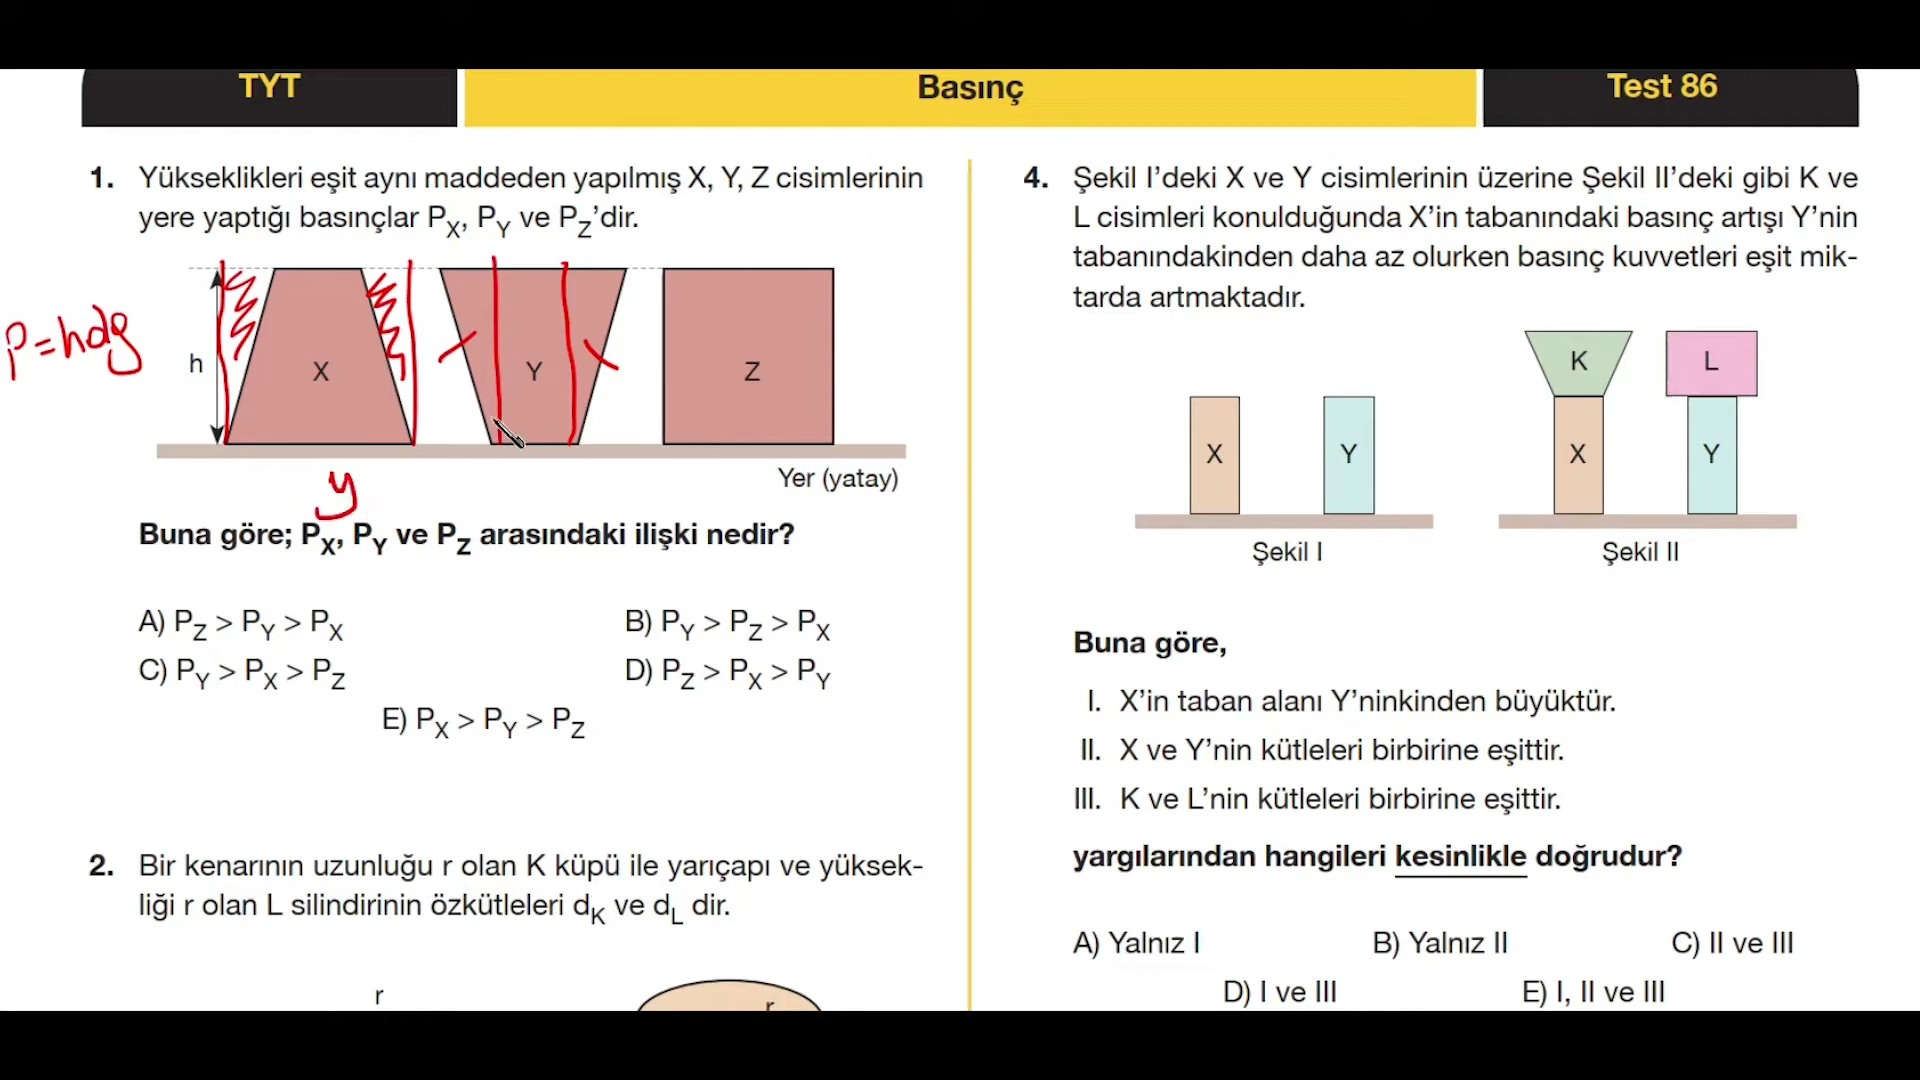 TYT
Basınç
Test 86
1. Yükseklikleri eşit aynı maddeden yapılmış X, Y, Z cisimlerinin
yere yaptığı basınçlar PX, PY ve PZ’dir.
P=hdg
h
X
Y
Z
Yer (yatay)
y
Buna göre; PX, PY ve PZ arasındaki ilişki nedir?
A) PZ > PY > PX
B) PY > PZ > PX
C) PY > PX > PZ
D) PZ > PX > PY
E) PX > PY > PZ
2. Bir kenarının uzunluğu r olan K küpü ile yarıçapı ve yüksek-
liği r olan L silindirinin özkütleleri dK ve dL dir.
r
r
4. Şekil I’deki X ve Y cisimlerinin üzerine Şekil II’deki gibi K ve
L cisimleri konulduğunda X’in tabanındaki basınç artışı Y’nin
tabanındakinden daha az olurken basınç kuvvetleri eşit mik-
tarda artmaktadır.
K
L
X
Y
X
Y
Şekil I
Şekil II
Buna göre,
I. X’in taban alanı Y’ninkinden büyüktür.
II. X ve Y’nin kütleleri birbirine eşittir.
III. K ve L’nin kütleleri birbirine eşittir.
yargılarından hangileri kesinlikle doğrudur?
A) Yalnız I
B) Yalnız II
C) II ve III
D) I ve III
E) I, II ve III